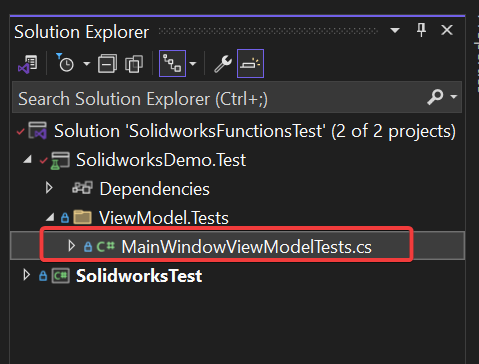 Solution Explorer
Search Solution Explorer (Ctrl+;)
Solution 'SolidworksFunctionsTest' (2 of 2 projects)
SolidworksDemo.Test
Dependencies
ViewModel.Tests
C# MainWindowViewModelTests.cs
C# SolidworksTest